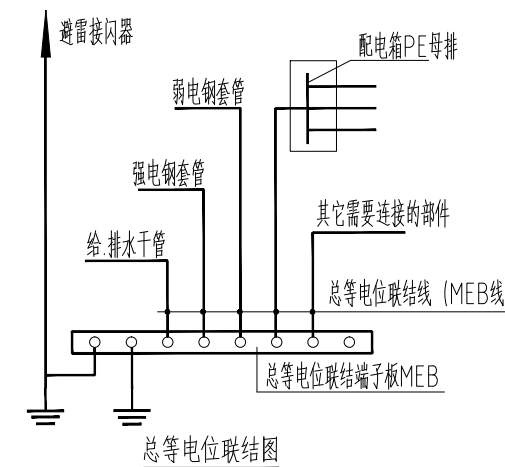 避雷接闪器
配电箱PE母排
弱电钢套管
强电钢套管
其它需要连接的部件
给.排水干管
总等电位联结线 (MEB线
总等电位联结端子板MEB
总等电位联结图